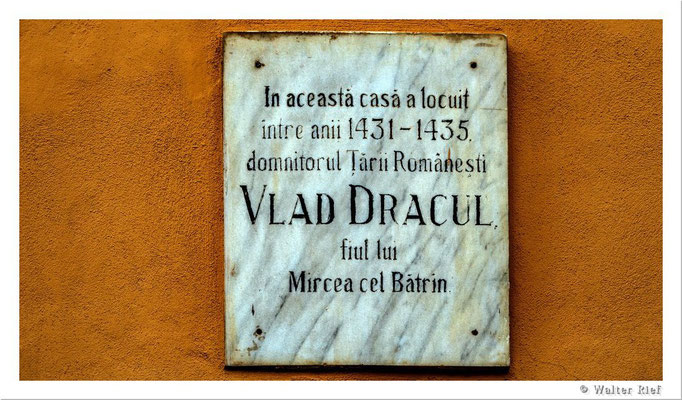 In această casă a locuit
intre anii 1431-1435,
domnitorul Țării Românești
VLAD DRACUL,
fiul lui
Mircea cel Bătrîn.
© Walter Rief